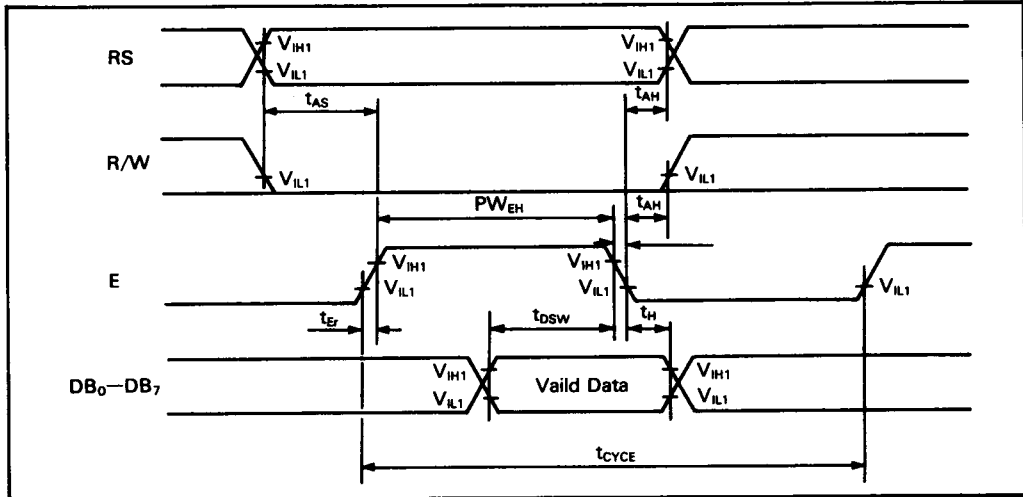 RS
V_IH1
V_IL1
V_IH1
V_IL1
t_AS
t_AH
R/W
V_IL1
V_IL1
PW_EH
t_AH
E
V_IH1
V_IL1
V_IH1
V_IL1
V_IL1
t_Er
t_DSW
t_H
DB₀—DB₇
V_IH1
V_IL1
Vaild Data
V_IH1
V_IL1
t_CYCE